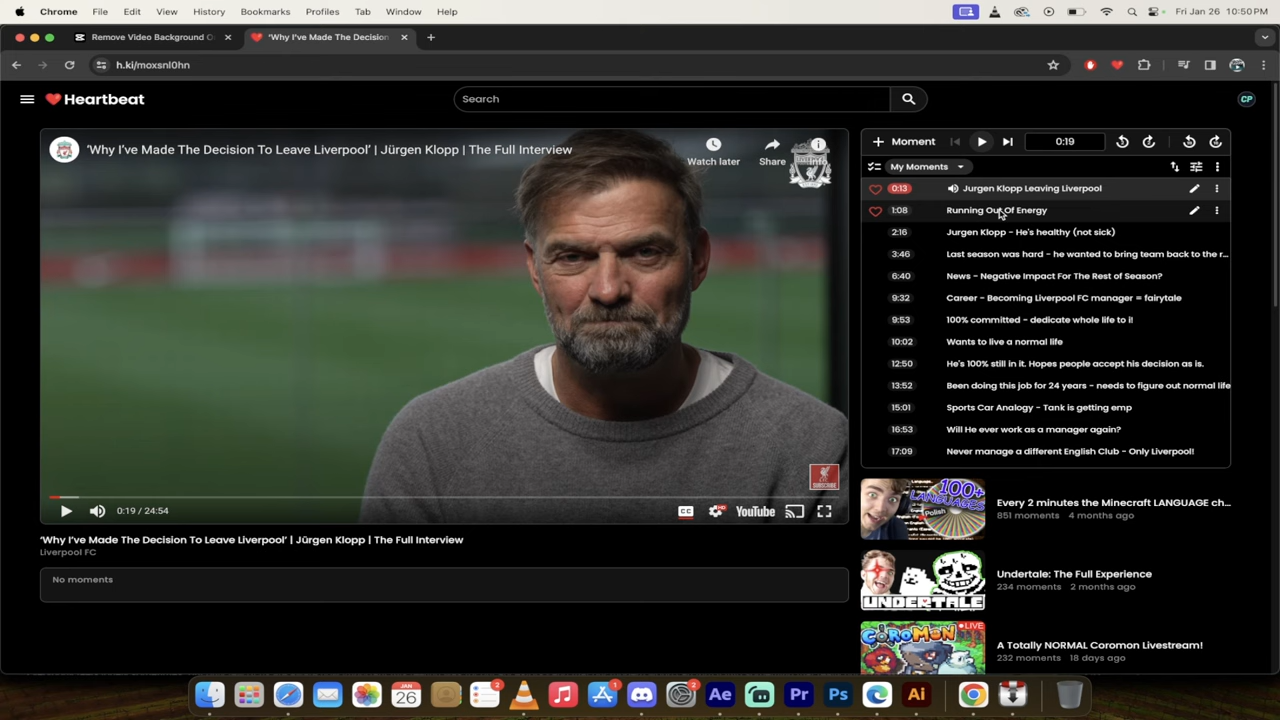 Chrome File Edit View History Bookmarks Profiles Tab Window Help
Fri Jan 26 10:50 PM
Remove Video Background O
'Why I've Made The Decision
h.ki/moxsnl0hn
Heartbeat
Search
CP
'Why I've Made The Decision To Leave Liverpool' | Jürgen Klopp | The Full Interview
Watch later
Share
Info
SUBSCRIBE
0:19 / 24:54
CC
HD
YouTube
'Why I've Made The Decision To Leave Liverpool' | Jürgen Klopp | The Full Interview
Liverpool FC
No moments
+ Moment
0:19
My Moments
0:13 Jurgen Klopp Leaving Liverpool
1:08 Running Out Of Energy
2:16 Jurgen Klopp - He's healthy (not sick)
3:46 Last season was hard - he wanted to bring team back to the r...
6:40 News - Negative Impact For The Rest of Season?
9:32 Career - Becoming Liverpool FC manager = fairytale
9:53 100% committed - dedicate whole life to i!
10:02 Wants to live a normal life
12:50 He's 100% still in it. Hopes people accept his decision as is.
13:52 Been doing this job for 24 years - needs to figure out normal life
15:01 Sports Car Analogy - Tank is getting emp
16:53 Will He ever work as a manager again?
17:09 Never manage a different English Club - Only Liverpool!
100+
LANGUAGES
Polish
Every 2 minutes the Minecraft LANGUAGE ch...
851 moments 4 months ago
UNDERTALE
Undertale: The Full Experience
234 moments 2 months ago
COROMON
LIVE
A Totally NORMAL Coromon Livestream!
232 moments 18 days ago
JAN
26
2
1
2
Ae
Pr
Ps
Ai